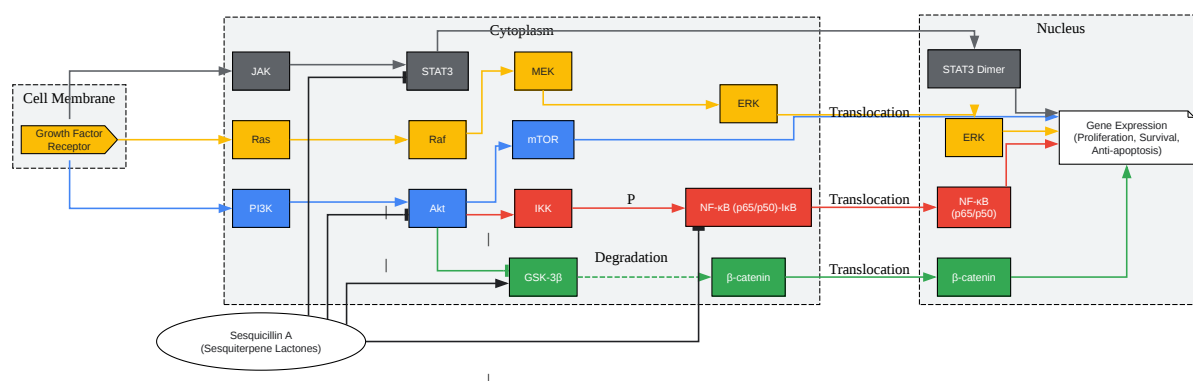 Cell Membrane
Growth Factor
Receptor
Cytoplasm
JAK
STAT3
MEK
ERK
Ras
Raf
mTOR
PI3K
Akt
IKK
P
NF-κB (p65/p50)-IκB
GSK-3β
Degradation
β-catenin
Translocation
Translocation
Translocation
Nucleus
STAT3 Dimer
ERK
Gene Expression
(Proliferation, Survival,
Anti-apoptosis)
NF-κB
(p65/p50)
β-catenin
Sesquicillin A
(Sesquiterpene Lactones)